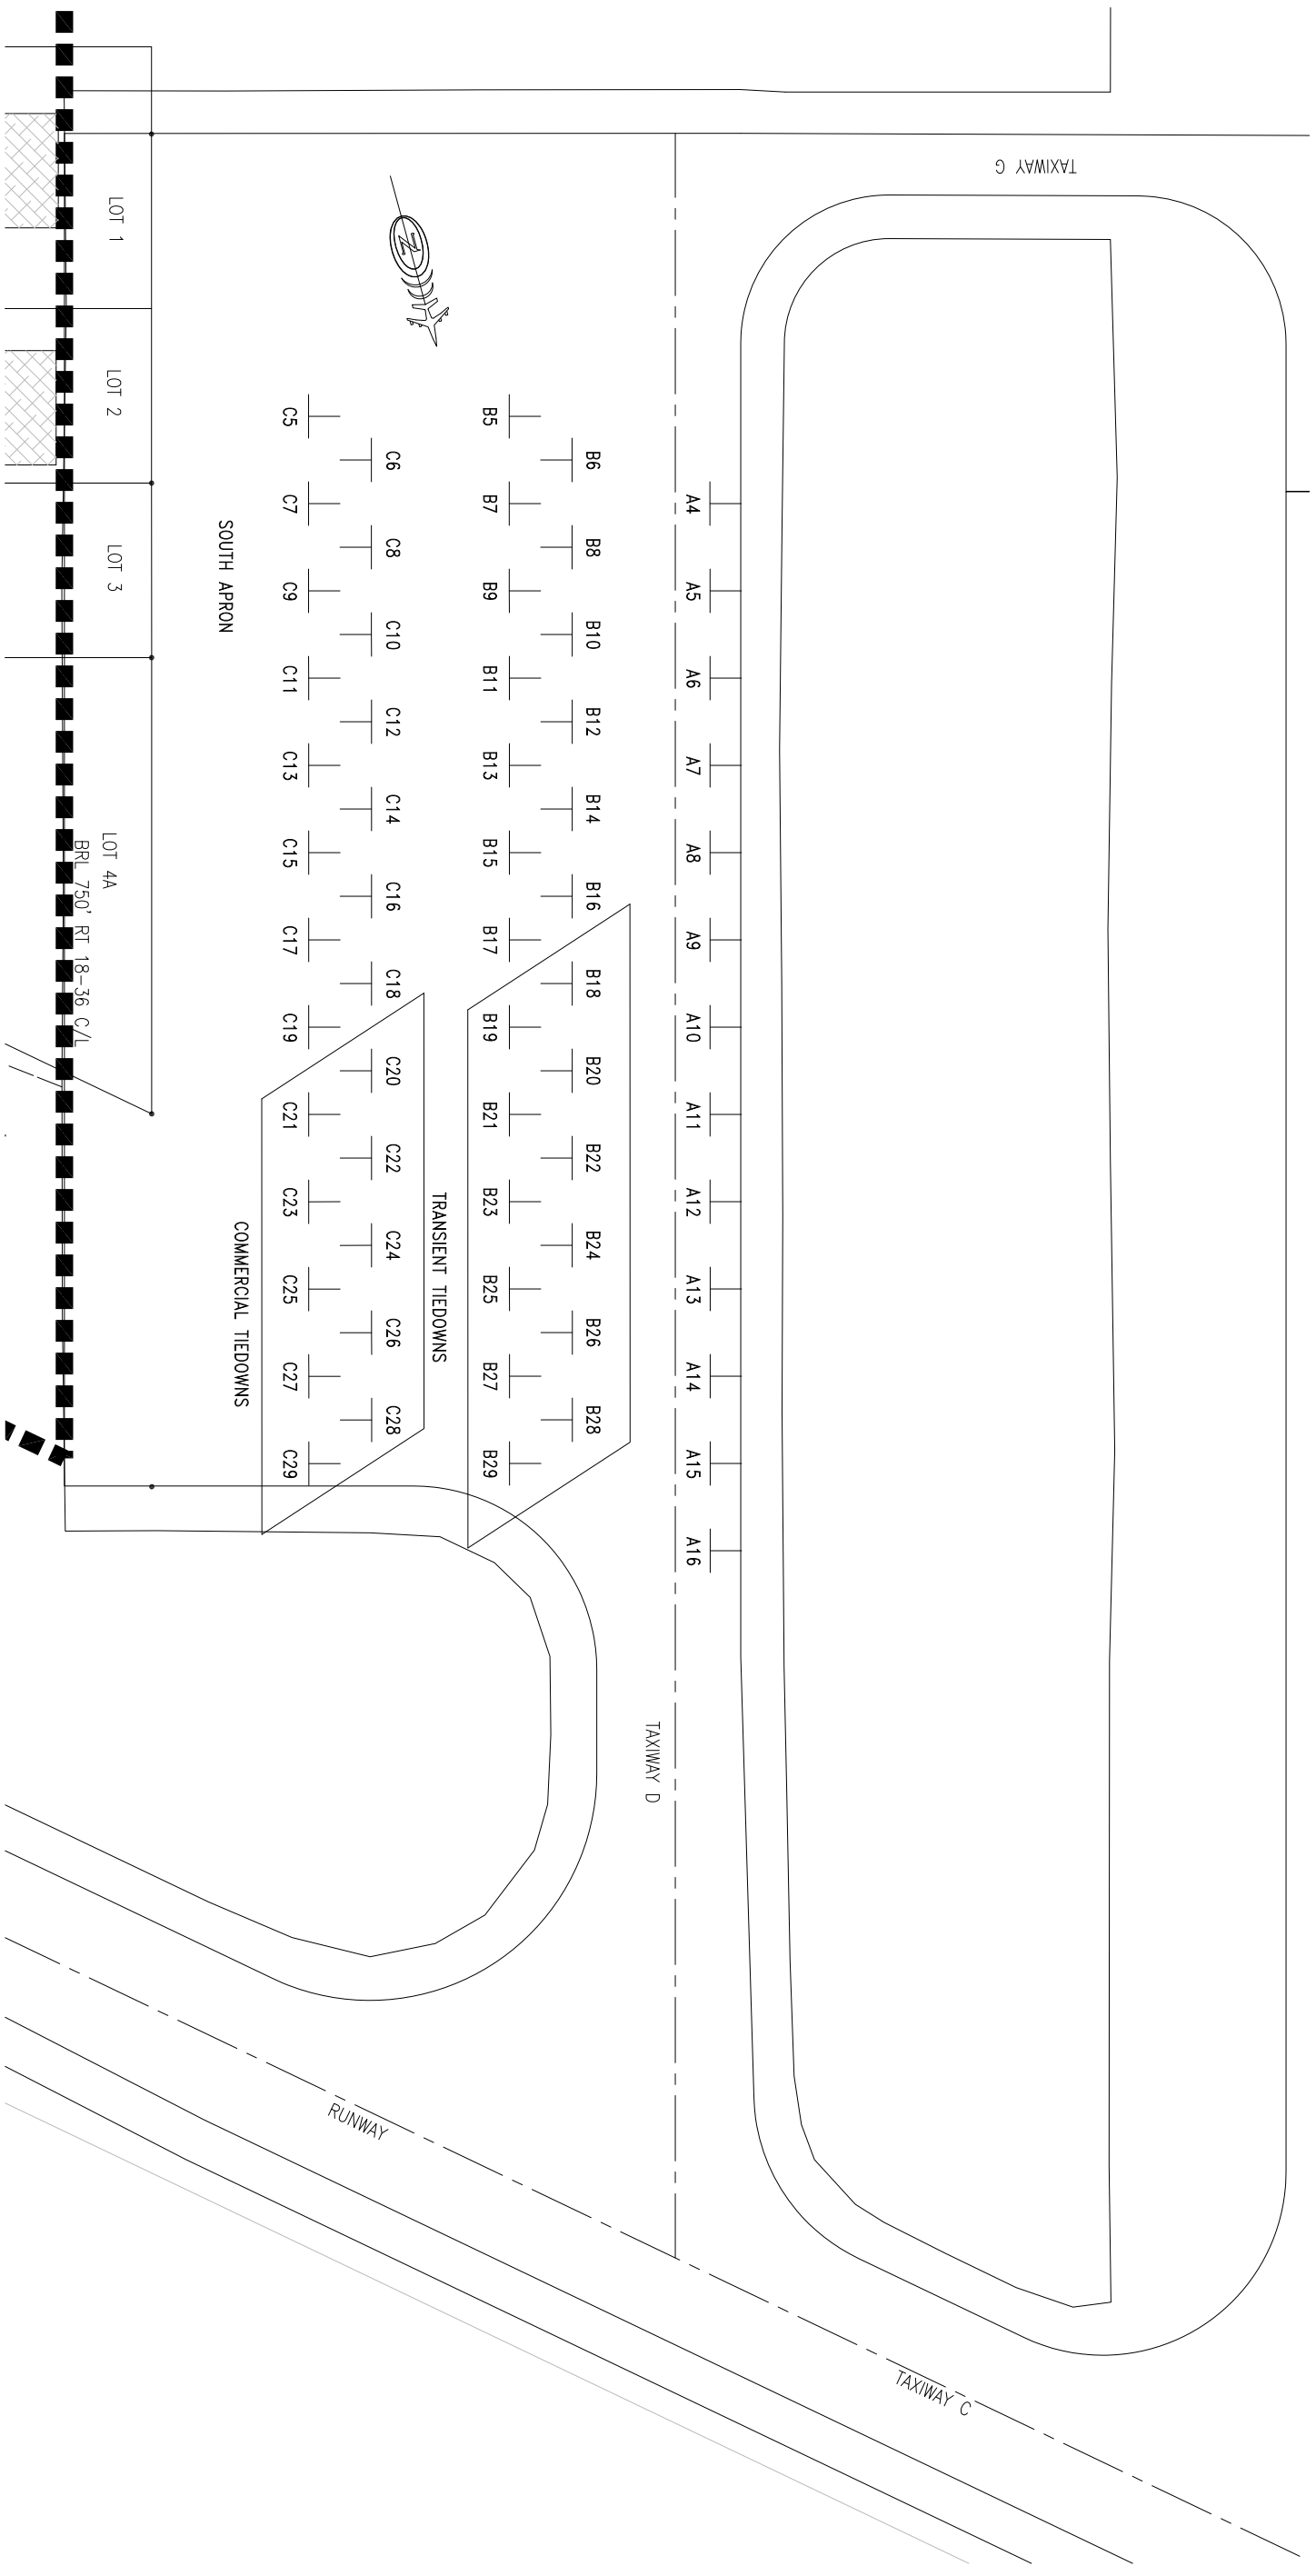 TAXIWAY G
LOT 1
LOT 2
LOT 3
LOT 4A
BRL 750' RT 18-36 C/L
N
SOUTH APRON
C5
C6
C7
C8
C9
C10
C11
C12
C13
C14
C15
C16
C17
C18
C19
C20
C21
C22
C23
C24
C25
C26
C27
C28
C29
COMMERCIAL TIEDOWNS
TRANSIENT TIEDOWNS
B5
B6
B7
B8
B9
B10
B11
B12
B13
B14
B15
B16
B17
B18
B19
B20
B21
B22
B23
B24
B25
B26
B27
B28
B29
A4
A5
A6
A7
A8
A9
A10
A11
A12
A13
A14
A15
A16
TAXIWAY D
RUNWAY
TAXIWAY C